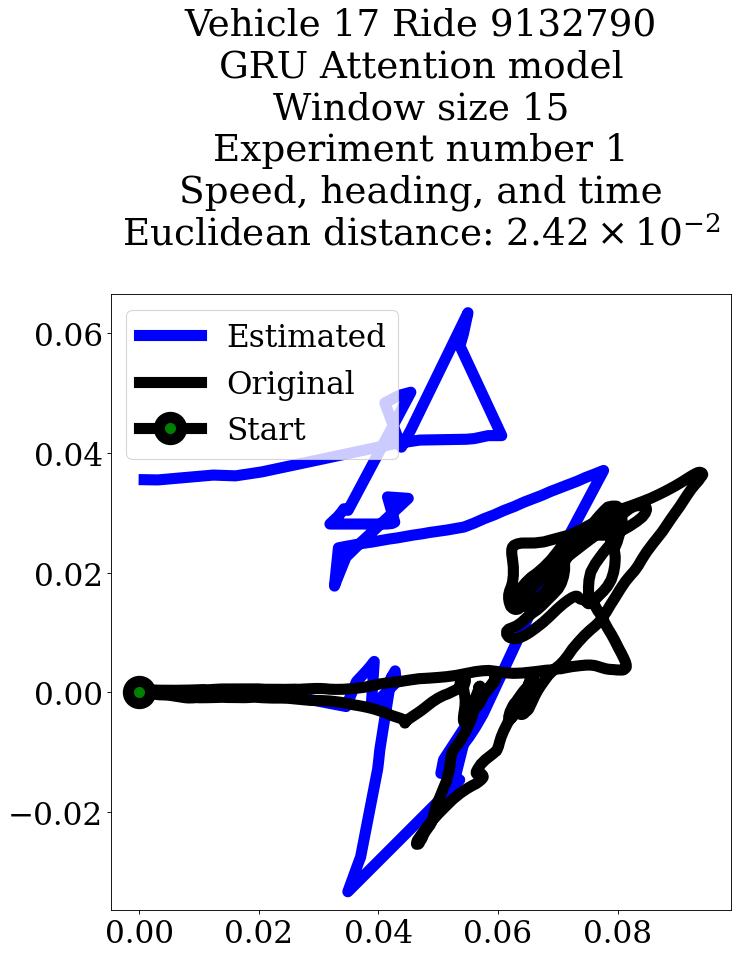 Vehicle 17 Ride 9132790
GRU Attention model
Window size 15
Experiment number 1
Speed, heading, and time
Euclidean distance: 2.42 × 10⁻²
Estimated
Original
Start
0.06
0.04
0.02
0.00
−0.02
0.00 0.02 0.04 0.06 0.08